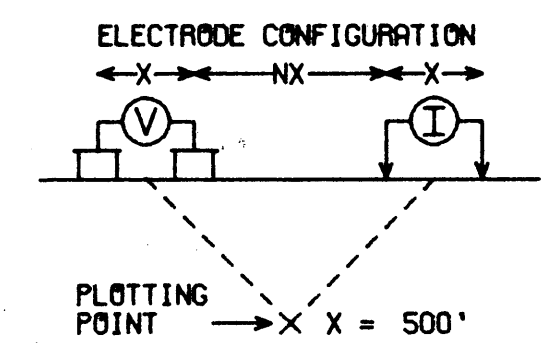 ELECTRODE CONFIGURATION
X NX X
V I
PLOTTING
POINT X X = 500'